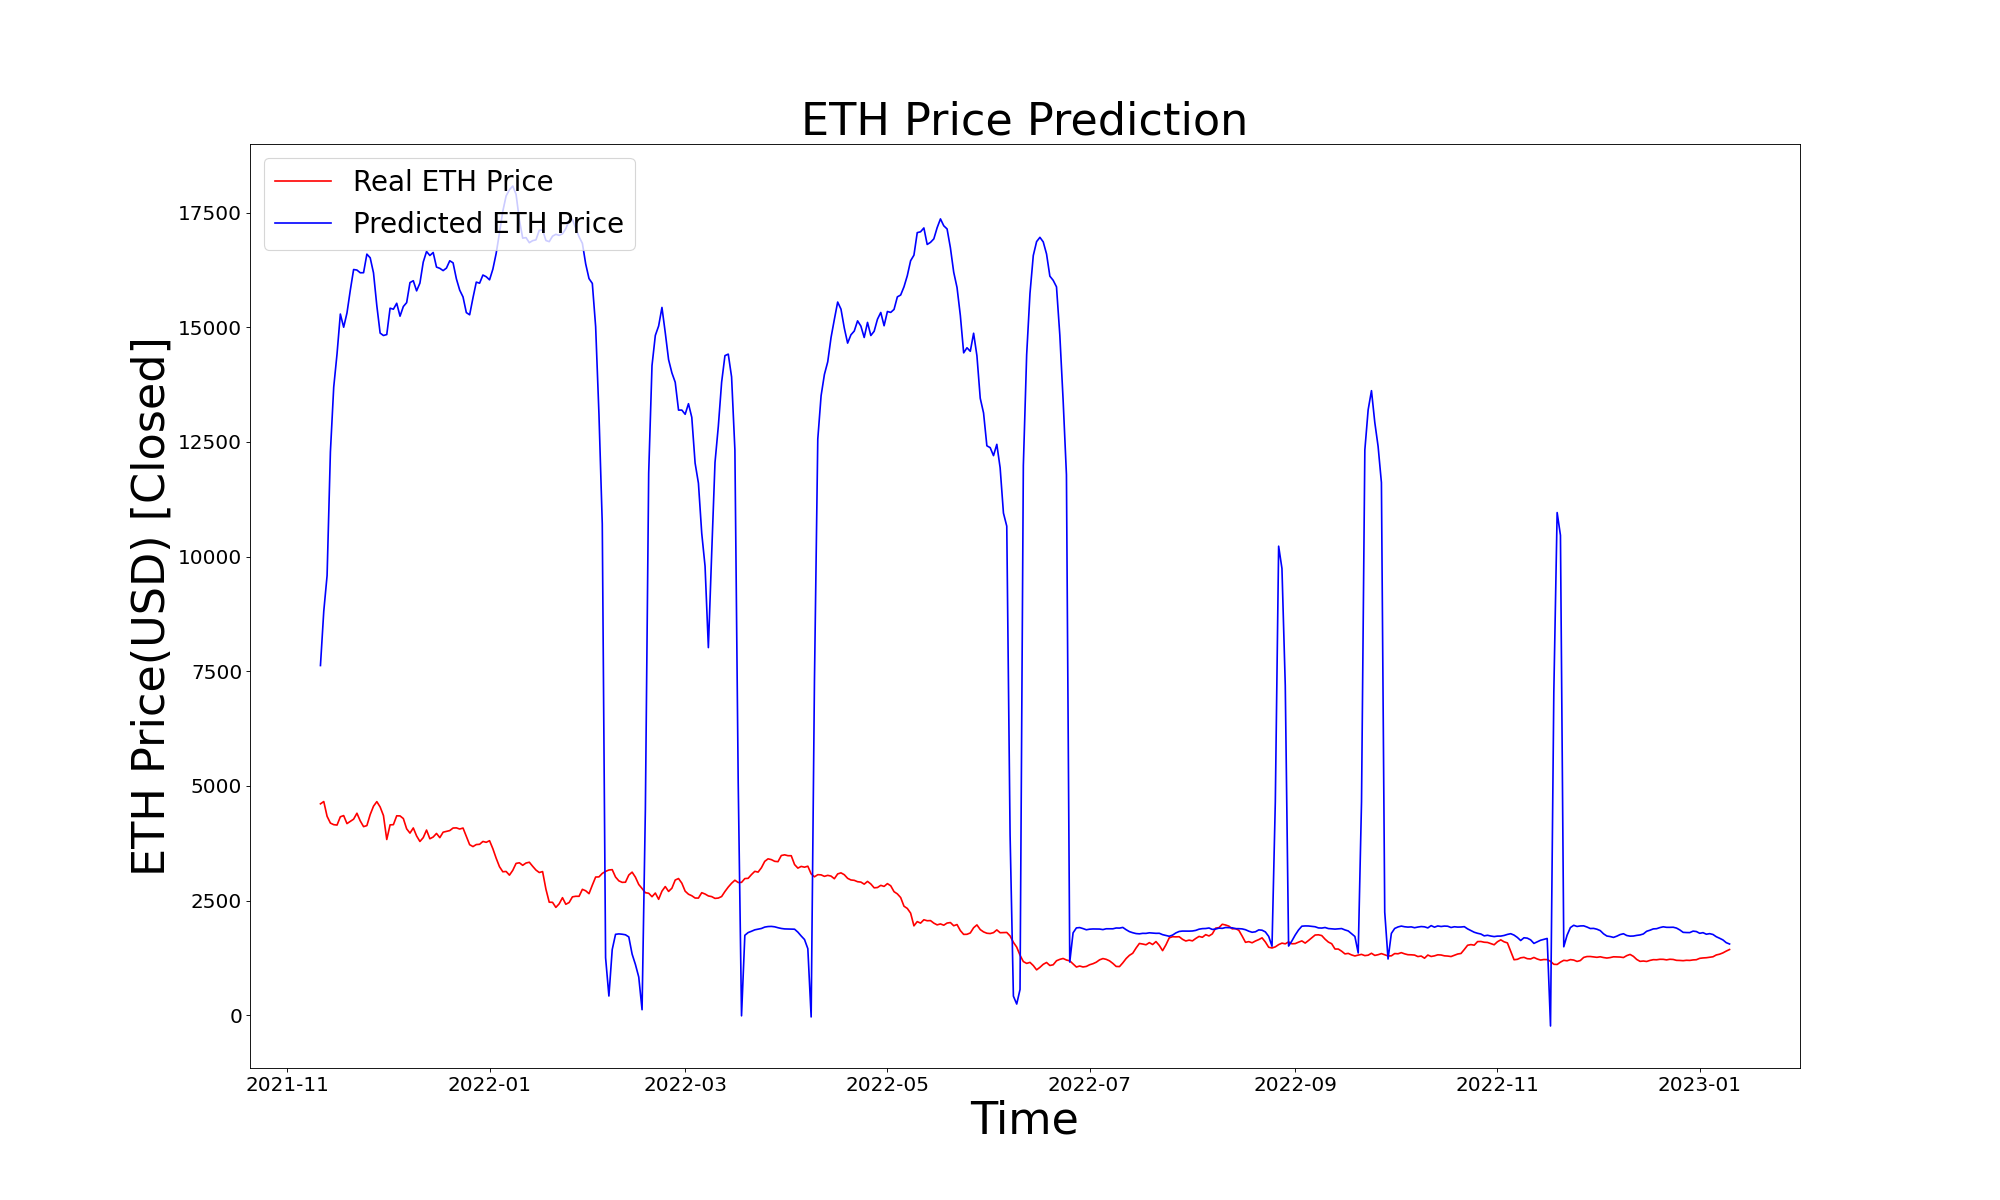 ETH Price Prediction
Real ETH Price
Predicted ETH Price
ETH Price(USD) [Closed]
17500
15000
12500
10000
7500
5000
2500
0
2021-11 2022-01 2022-03 2022-05 2022-07 2022-09 2022-11 2023-01
Time